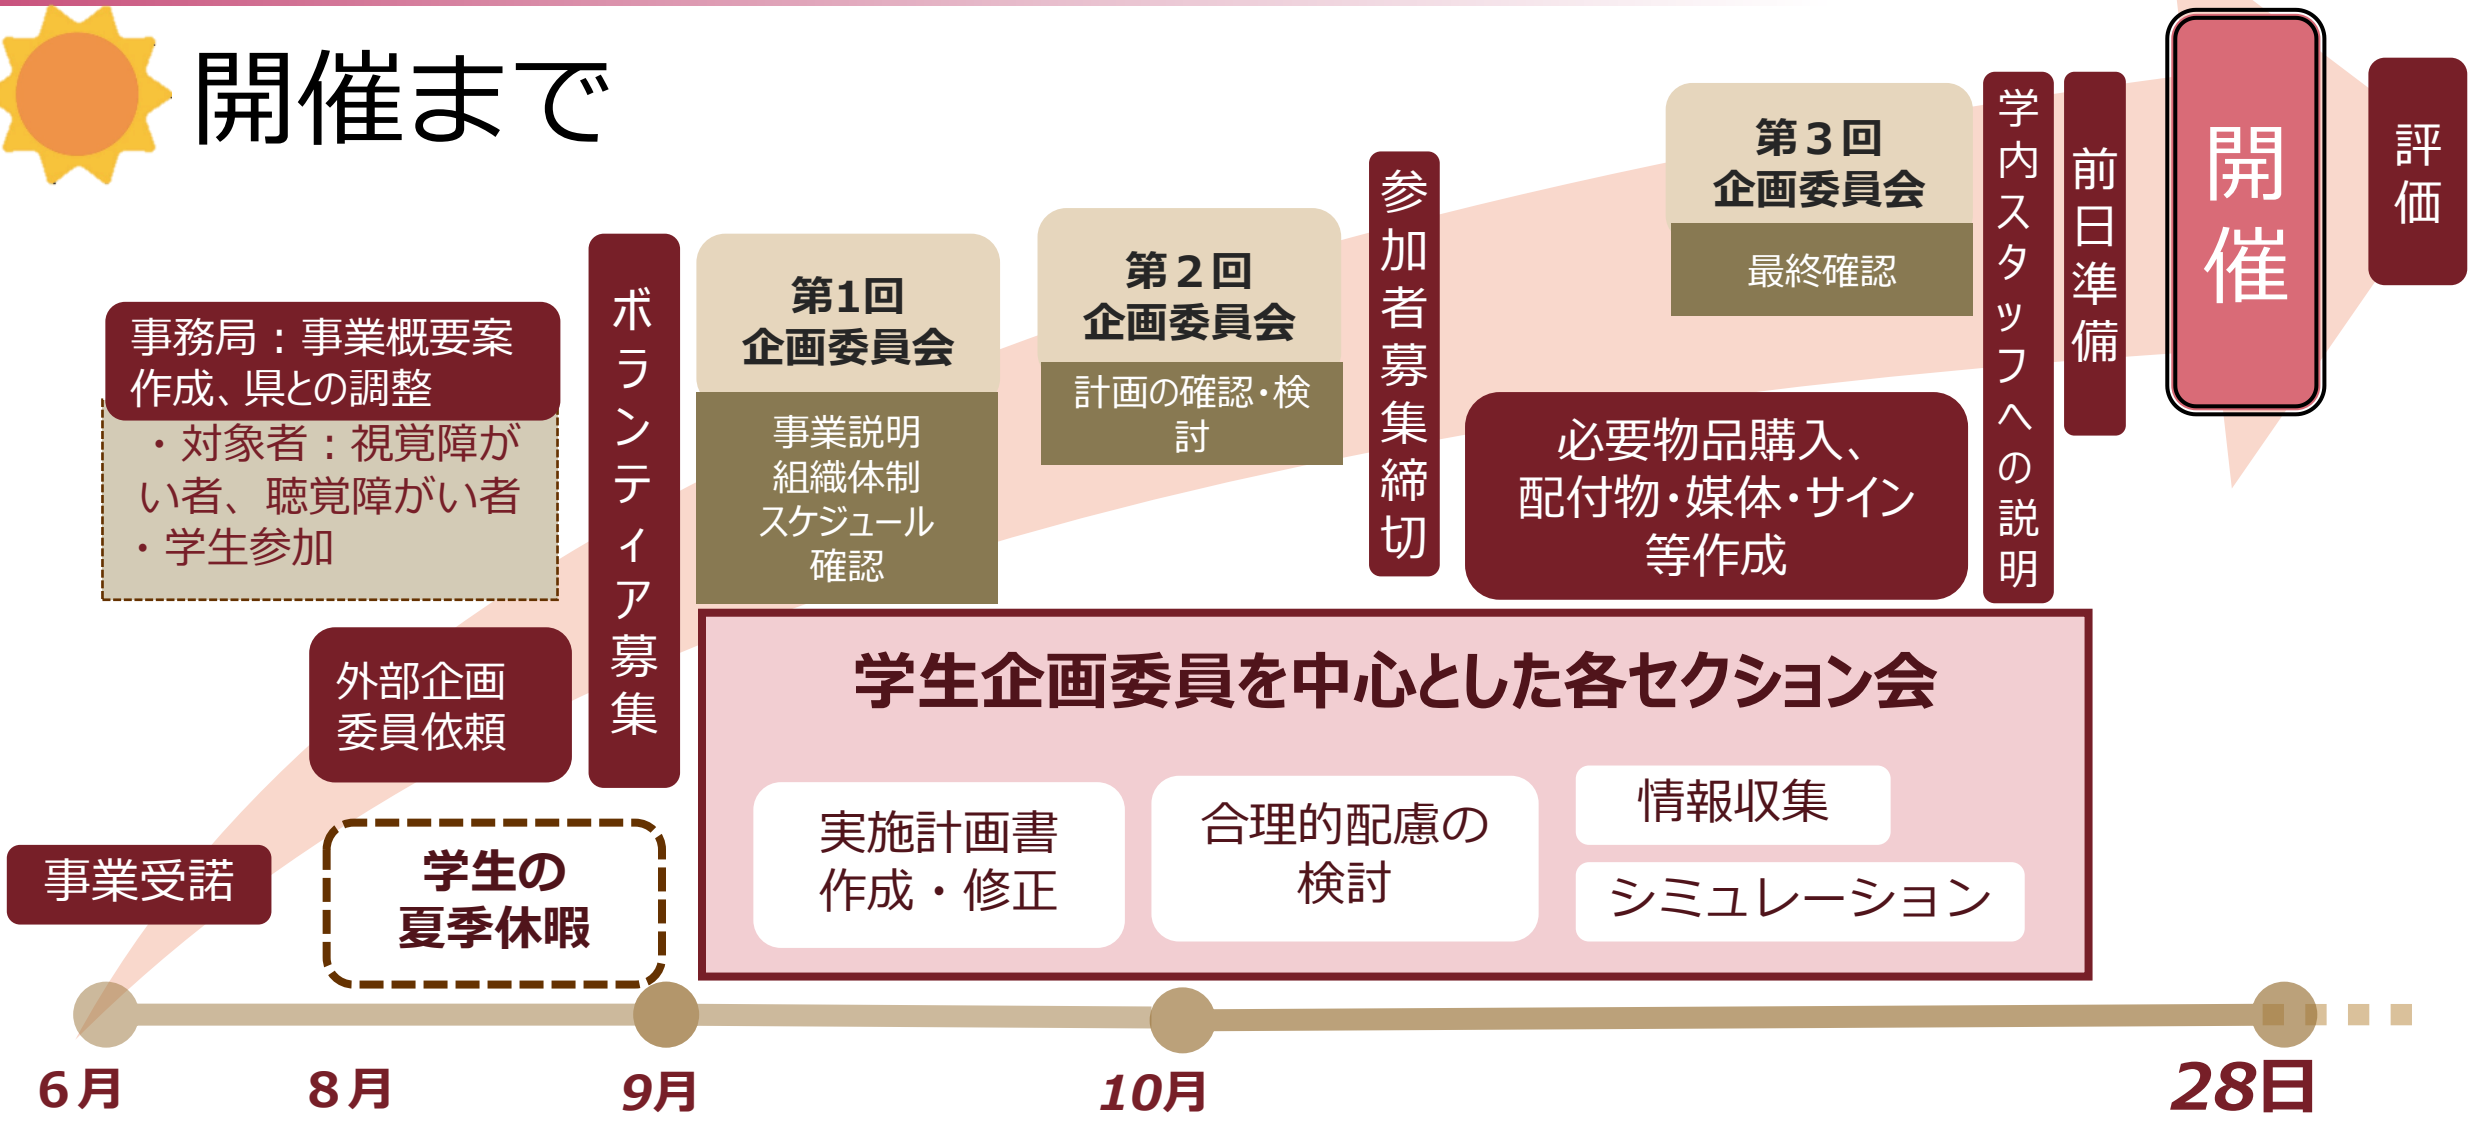 開催まで
事業受諾
事務局：事業概要案
作成、県との調整
・対象者：視覚障が
い者、聴覚障がい者
・学生参加
外部企画
委員依頼
学生の
夏季休暇
ボランティア募集
第1回
企画委員会
事業説明
組織体制
スケジュール
確認
第２回
企画委員会
計画の確認・検
討
参加者募集締切
第３回
企画委員会
最終確認
必要物品購入、
配付物・媒体・サイン
等作成
学内スタッフへの説明
前日準備
開催
評価
学生企画委員を中心とした各セクション会
実施計画書
作成・修正
合理的配慮の
検討
情報収集
シミュレーション
６月
８月
9月
10月
28日